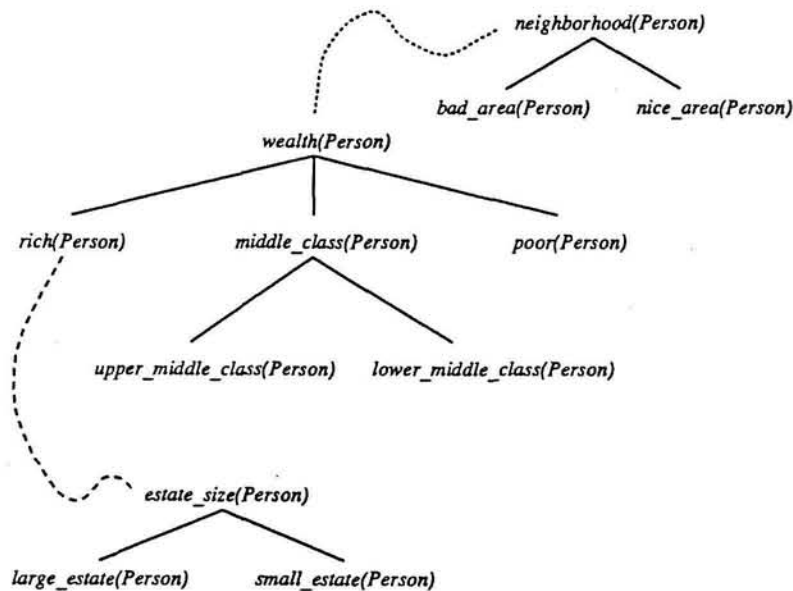 neighborhood(Person)
bad_area(Person) nice_area(Person)
wealth(Person)
rich(Person) middle_class(Person) poor(Person)
upper_middle_class(Person) lower_middle_class(Person)
estate_size(Person)
large_estate(Person) small_estate(Person)